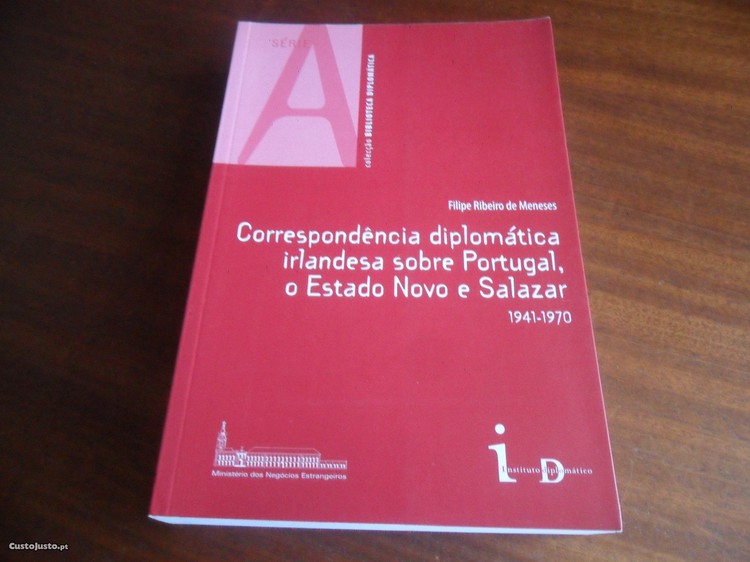 SÉRIE
A
colecção BIBLIOTECA DIPLOMÁTICA
Filipe Ribeiro de Meneses
Correspondência diplomática
irlandesa sobre Portugal,
o Estado Novo e Salazar
1941-1970
Ministério dos Negócios Estrangeiros
iD
Instituto diplomático
CustoJusto.pt